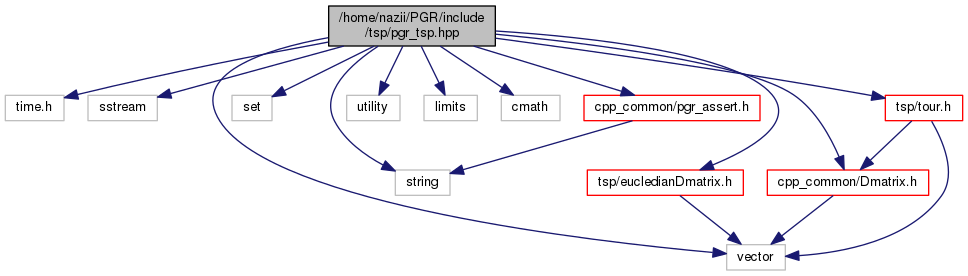 /home/nazii/PGR/include
/tsp/pgr_tsp.hpp
time.h
sstream
set
utility
limits
cmath
cpp_common/pgr_assert.h
tsp/tour.h
string
tsp/eucledianDmatrix.h
cpp_common/Dmatrix.h
vector